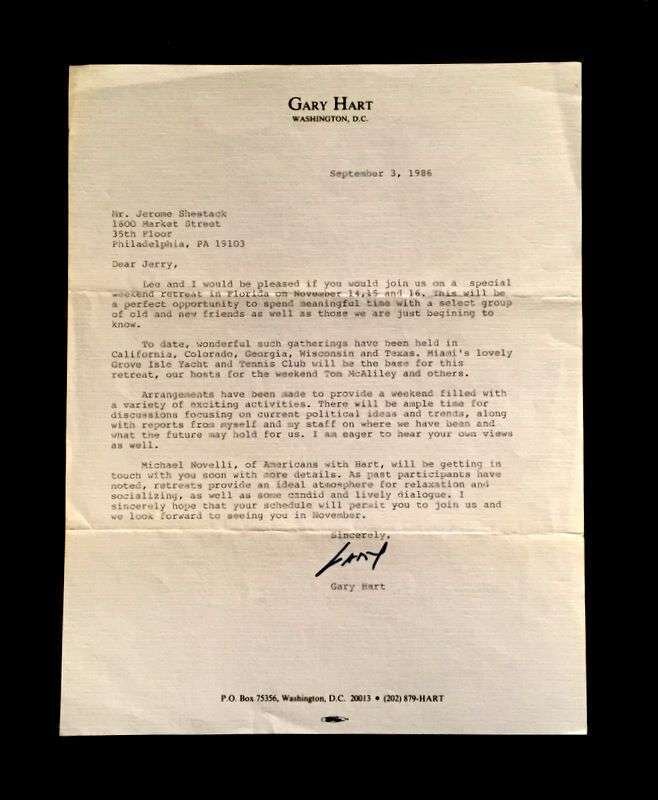 GARY HART
WASHINGTON, D.C.
September 3, 1986
Mr. Jerome Shestack
1600 Market Street
35th Floor
Philadelphia, PA 19103
Dear Jerry,
Lee and I would be pleased if you would join us on a special
weekend retreat in Florida on November 14,15 and 16. This will be
a perfect opportunity to spend meaningful time with a select group
of old and new friends as well as those we are just begining to
know.
To date, wonderful such gatherings have been held in
California, Colorado, Georgia, Wisconsin and Texas. Miami's lovely
Grove Isle Yacht and Tennis Club will be the base for this
retreat, our hosts for the weekend Tom McAliley and others.
Arrangements have been made to provide a weekend filled with
a variety of exciting activities. There will be ample time for
discussions focusing on current political ideas and trends, along
with reports from myself and my staff on where we have been and
what the future may hold for us. I am eager to hear your own views
as well.
Michael Novelli, of Americans with Hart, will be getting in
touch with you soon with more details. As past participants have
noted, retreats provide an ideal atmosphere for relaxation and
socializing, as well as some candid and lively dialogue. I
sincerely hope that your schedule will permit you to join us and
we look forward to seeing you in November.
Sincerely,
Gary Hart
P.O. Box 75356, Washington, D.C. 20013 • (202) 879-HART